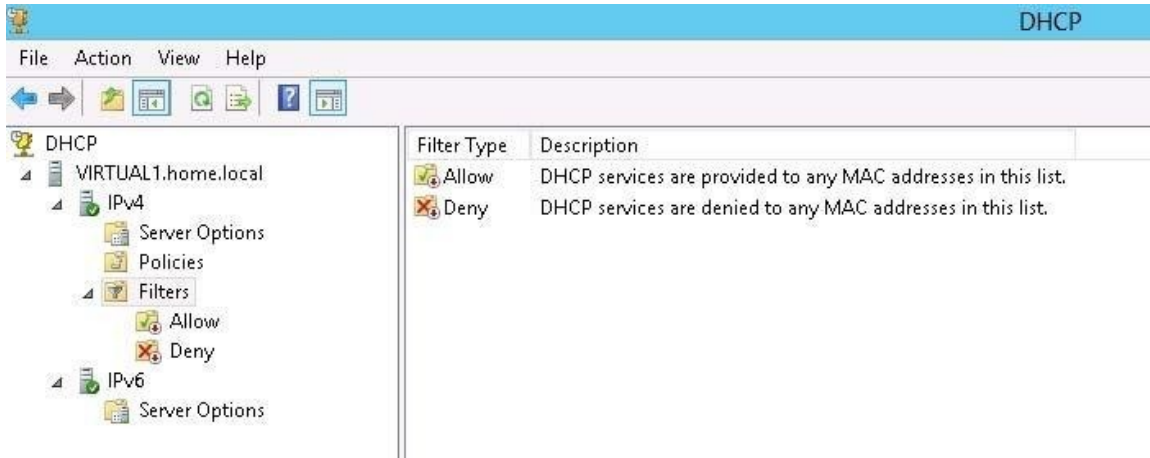 DHCP
File Action View Help
DHCP
VIRTUAL1.home.local
IPv4
Server Options
Policies
Filters
Allow
Deny
IPv6
Server Options
Filter Type Description
Allow DHCP services are provided to any MAC addresses in this list.
Deny DHCP services are denied to any MAC addresses in this list.